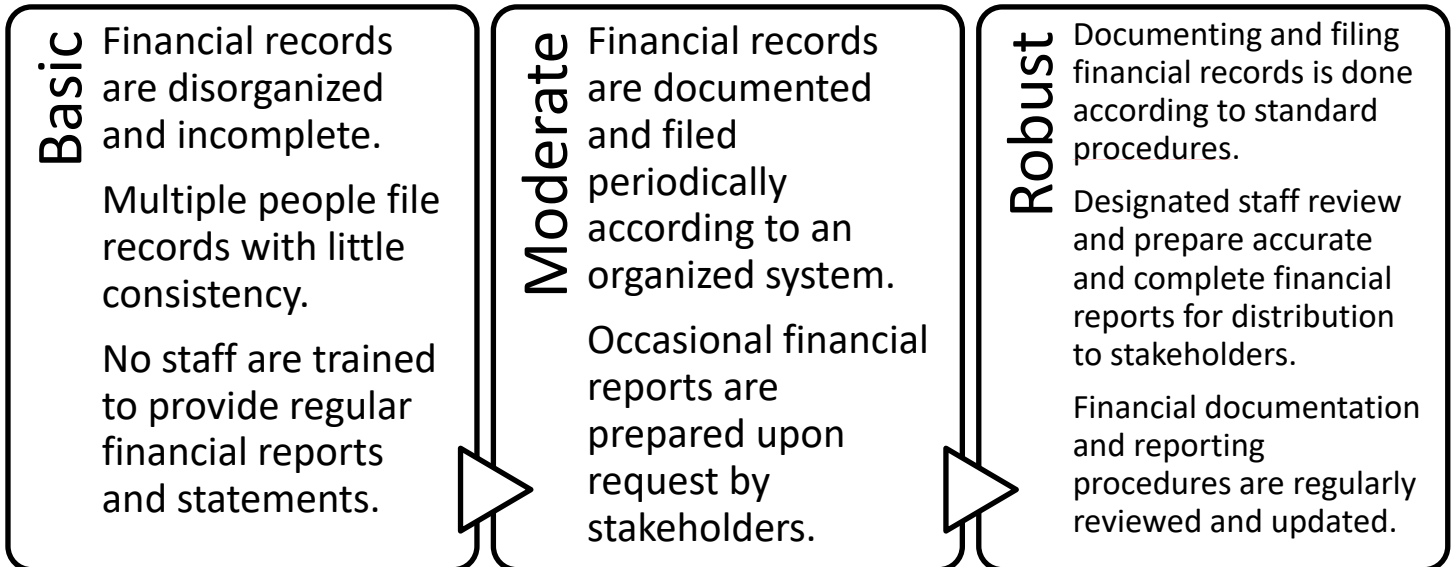 Basic
Financial records
are disorganized
and incomplete.
Multiple people file
records with little
consistency.
No staff are trained
to provide regular
financial reports
and statements.
Moderate
Financial records
are documented
and filed
periodically
according to an
organized system.
Occasional financial
reports are
prepared upon
request by
stakeholders.
Robust
Documenting and filing
financial records is done
according to standard
procedures.
Designated staff review
and prepare accurate
and complete financial
reports for distribution
to stakeholders.
Financial documentation
and reporting
procedures are regularly
reviewed and updated.